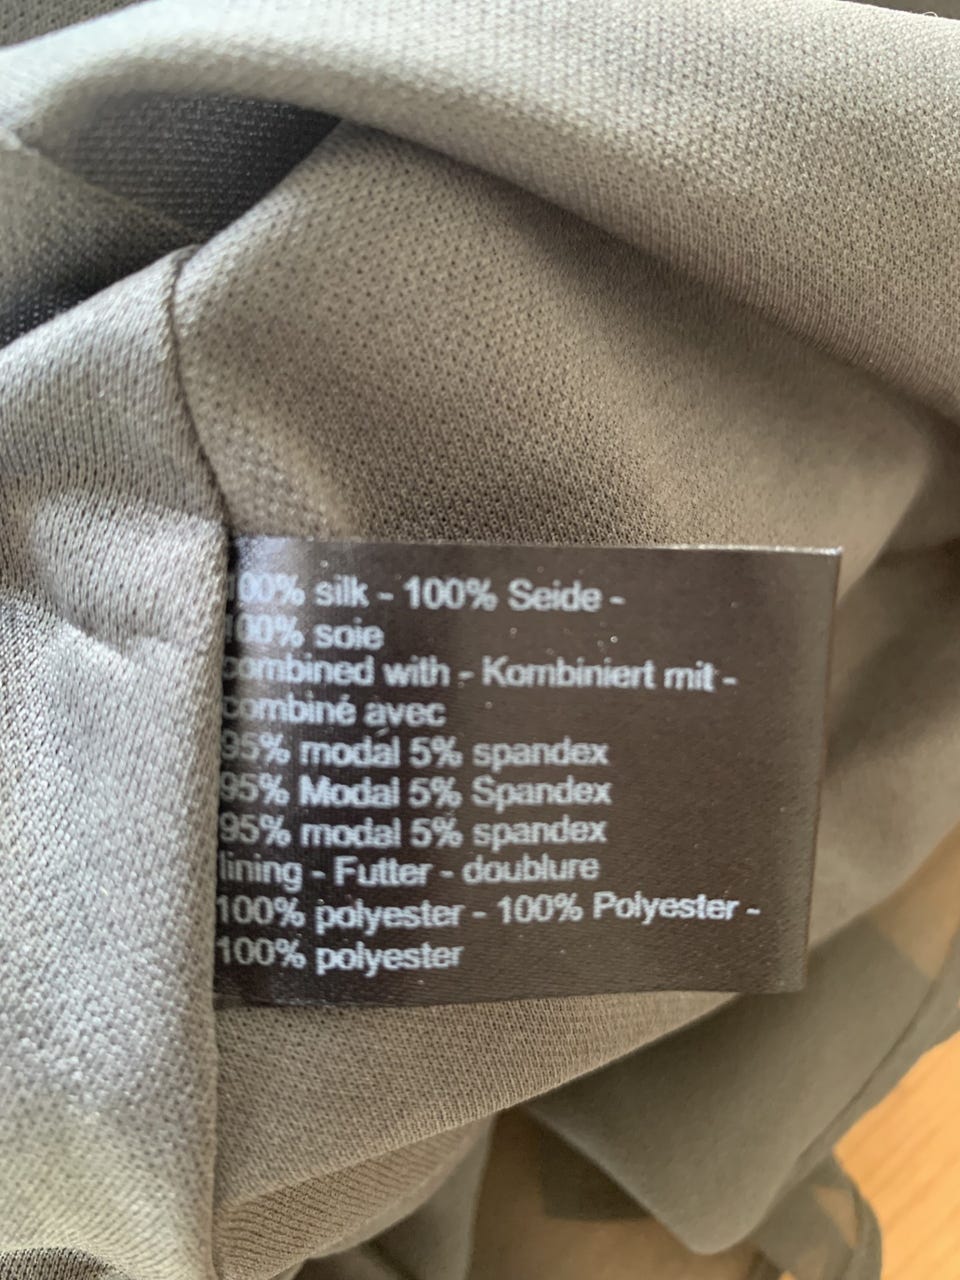 100% silk - 100% Seide -
100% soie
combined with - Kombiniert mit -
combiné avec
95% modal 5% spandex
95% Modal 5% Spandex
95% modal 5% spandex
lining - Futter - doublure
100% polyester - 100% Polyester -
100% polyester